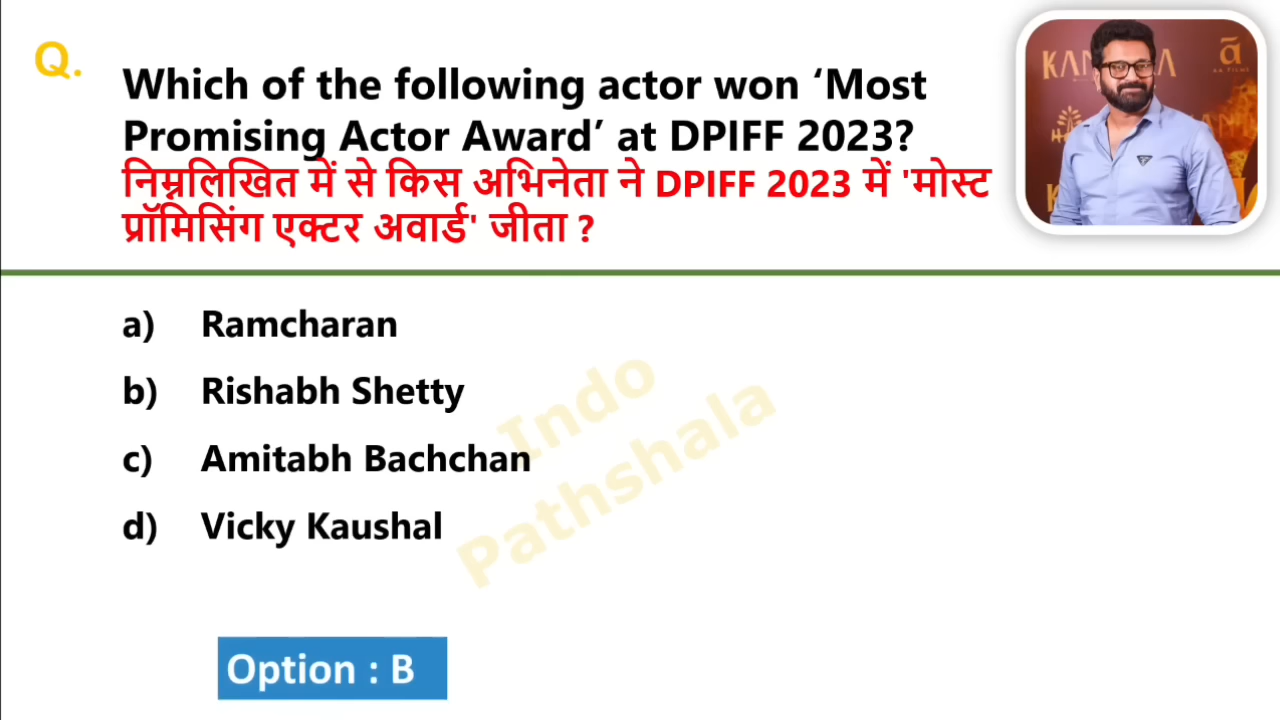 Q.
Which of the following actor won ‘Most
Promising Actor Award’ at DPIFF 2023?
निम्नलिखित में से किस अभिनेता ने DPIFF 2023 में 'मोस्ट
प्रॉमिसिंग एक्टर अवार्ड' जीता ?
a) Ramcharan
b) Rishabh Shetty
c) Amitabh Bachchan
d) Vicky Kaushal
Indo
Pathshala
Option : B